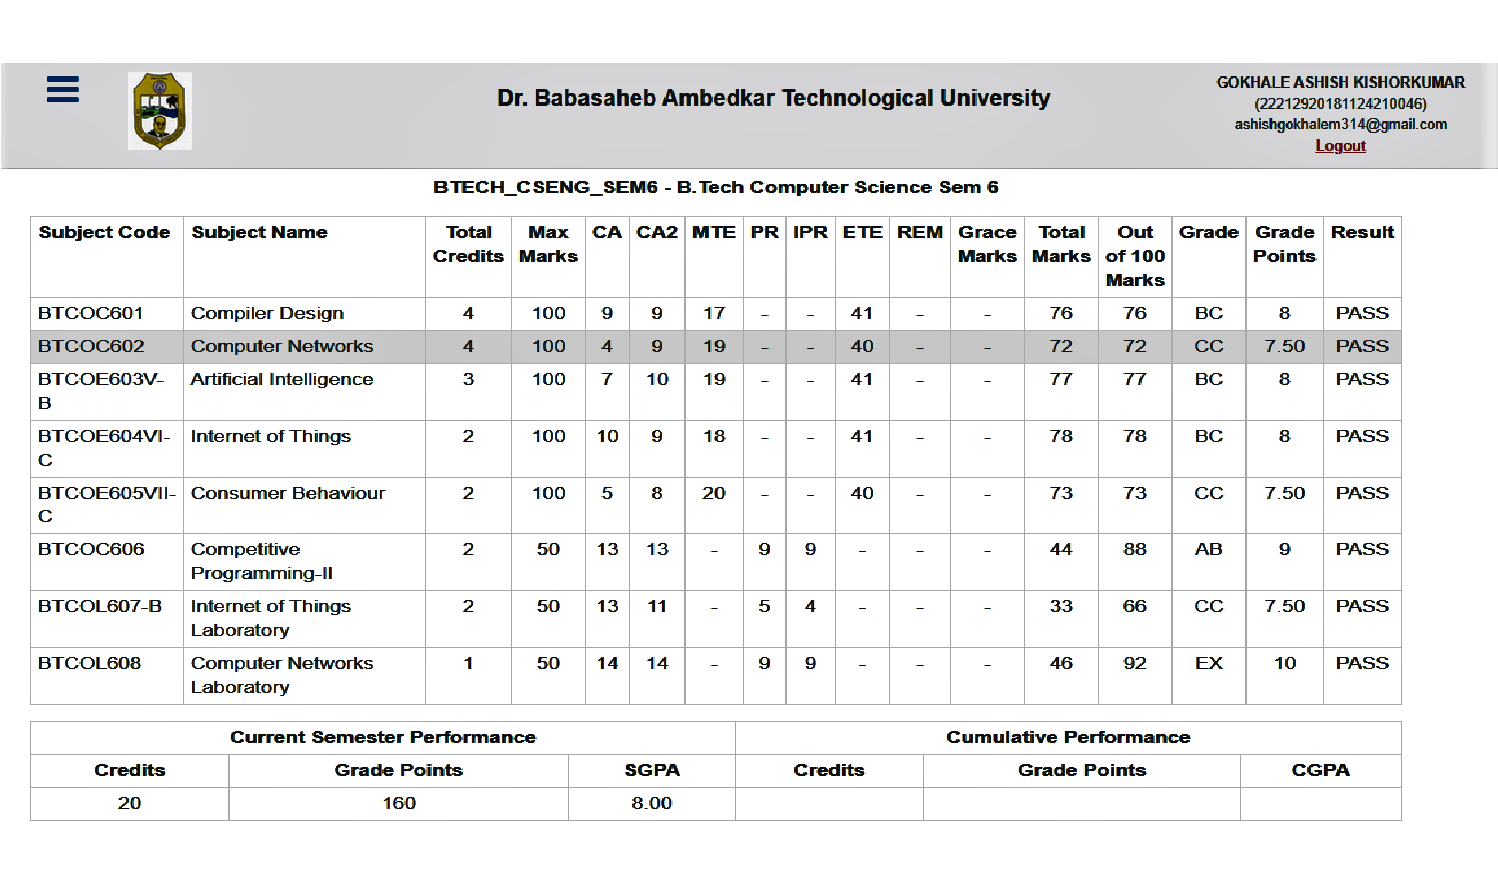 Dr. Babasaheb Ambedkar Technological University
GOKHALE ASHISH KISHORKUMAR
(22212920181124210046)
ashishgokhalem314@gmail.com
Logout
BTECH_CSENG_SEM6 - B.Tech Computer Science Sem 6
Subject Code Subject Name Total Credits Max Marks CA CA2 MTE PR IPR ETE REM Grace Marks Total Marks Out of 100 Marks Grade Grade Points Result
BTCOC601 Compiler Design 4 100 9 9 17 - - 41 - - 76 76 BC 8 PASS
BTCOC602 Computer Networks 4 100 4 9 19 - - 40 - - 72 72 CC 7.50 PASS
BTCOE603V-B Artificial Intelligence 3 100 7 10 19 - - 41 - - 77 77 BC 8 PASS
BTCOE604VI-C Internet of Things 2 100 10 9 18 - - 41 - - 78 78 BC 8 PASS
BTCOE605VII-C Consumer Behaviour 2 100 5 8 20 - - 40 - - 73 73 CC 7.50 PASS
BTCOC606 Competitive Programming-II 2 50 13 13 - 9 9 - - - 44 88 AB 9 PASS
BTCOL607-B Internet of Things Laboratory 2 50 13 11 - 5 4 - - - 33 66 CC 7.50 PASS
BTCOL608 Computer Networks Laboratory 1 50 14 14 - 9 9 - - - 46 92 EX 10 PASS
Current Semester Performance Cumulative Performance
Credits Grade Points SGPA Credits Grade Points CGPA
20 160 8.00